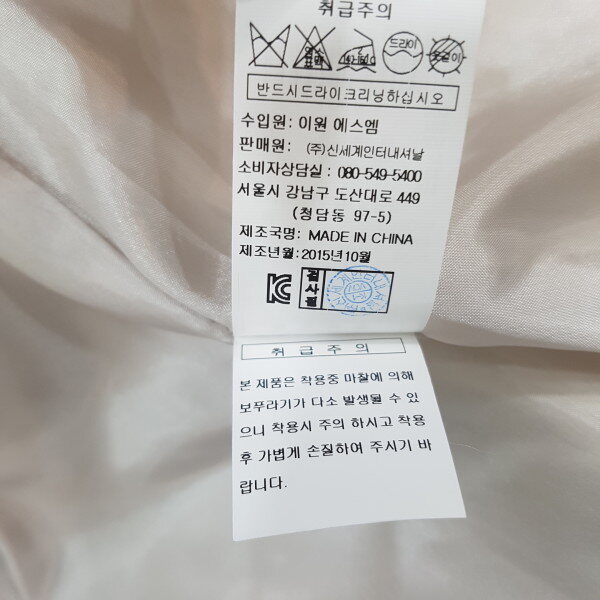 취급주의
드라이
옷걸이
반드시드라이크리닝하십시오
수입원: 이원 에스엠
판매원: (주)신세계인터내셔날
소비자상담실 : 080-549-5400
서울시 강남구 도산대로 449
(청담동 97-5)
제조국명: MADE IN CHINA
제조년월:2015년10월
검사필
취 급 주 의
본 제품은 착용중 마찰에 의해
보푸라기가 다소 발생될 수 있
으니 착용시 주의 하시고 착용
후 가볍게 손질하여 주시기 바
랍니다.